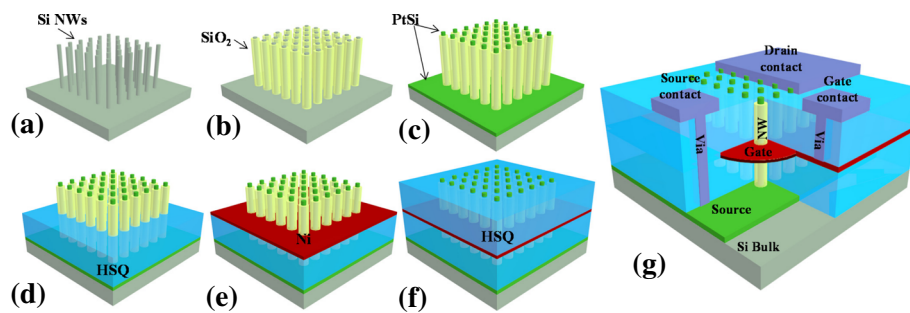 Si NWs
(a)
SiO2
(b)
PtSi
(c)
HSQ
(d)
Ni
(e)
HSQ
(f)
Drain
contact
Source
contact
Gate
contact
NW
Via
Via
Gate
Source
Si Bulk
(g)